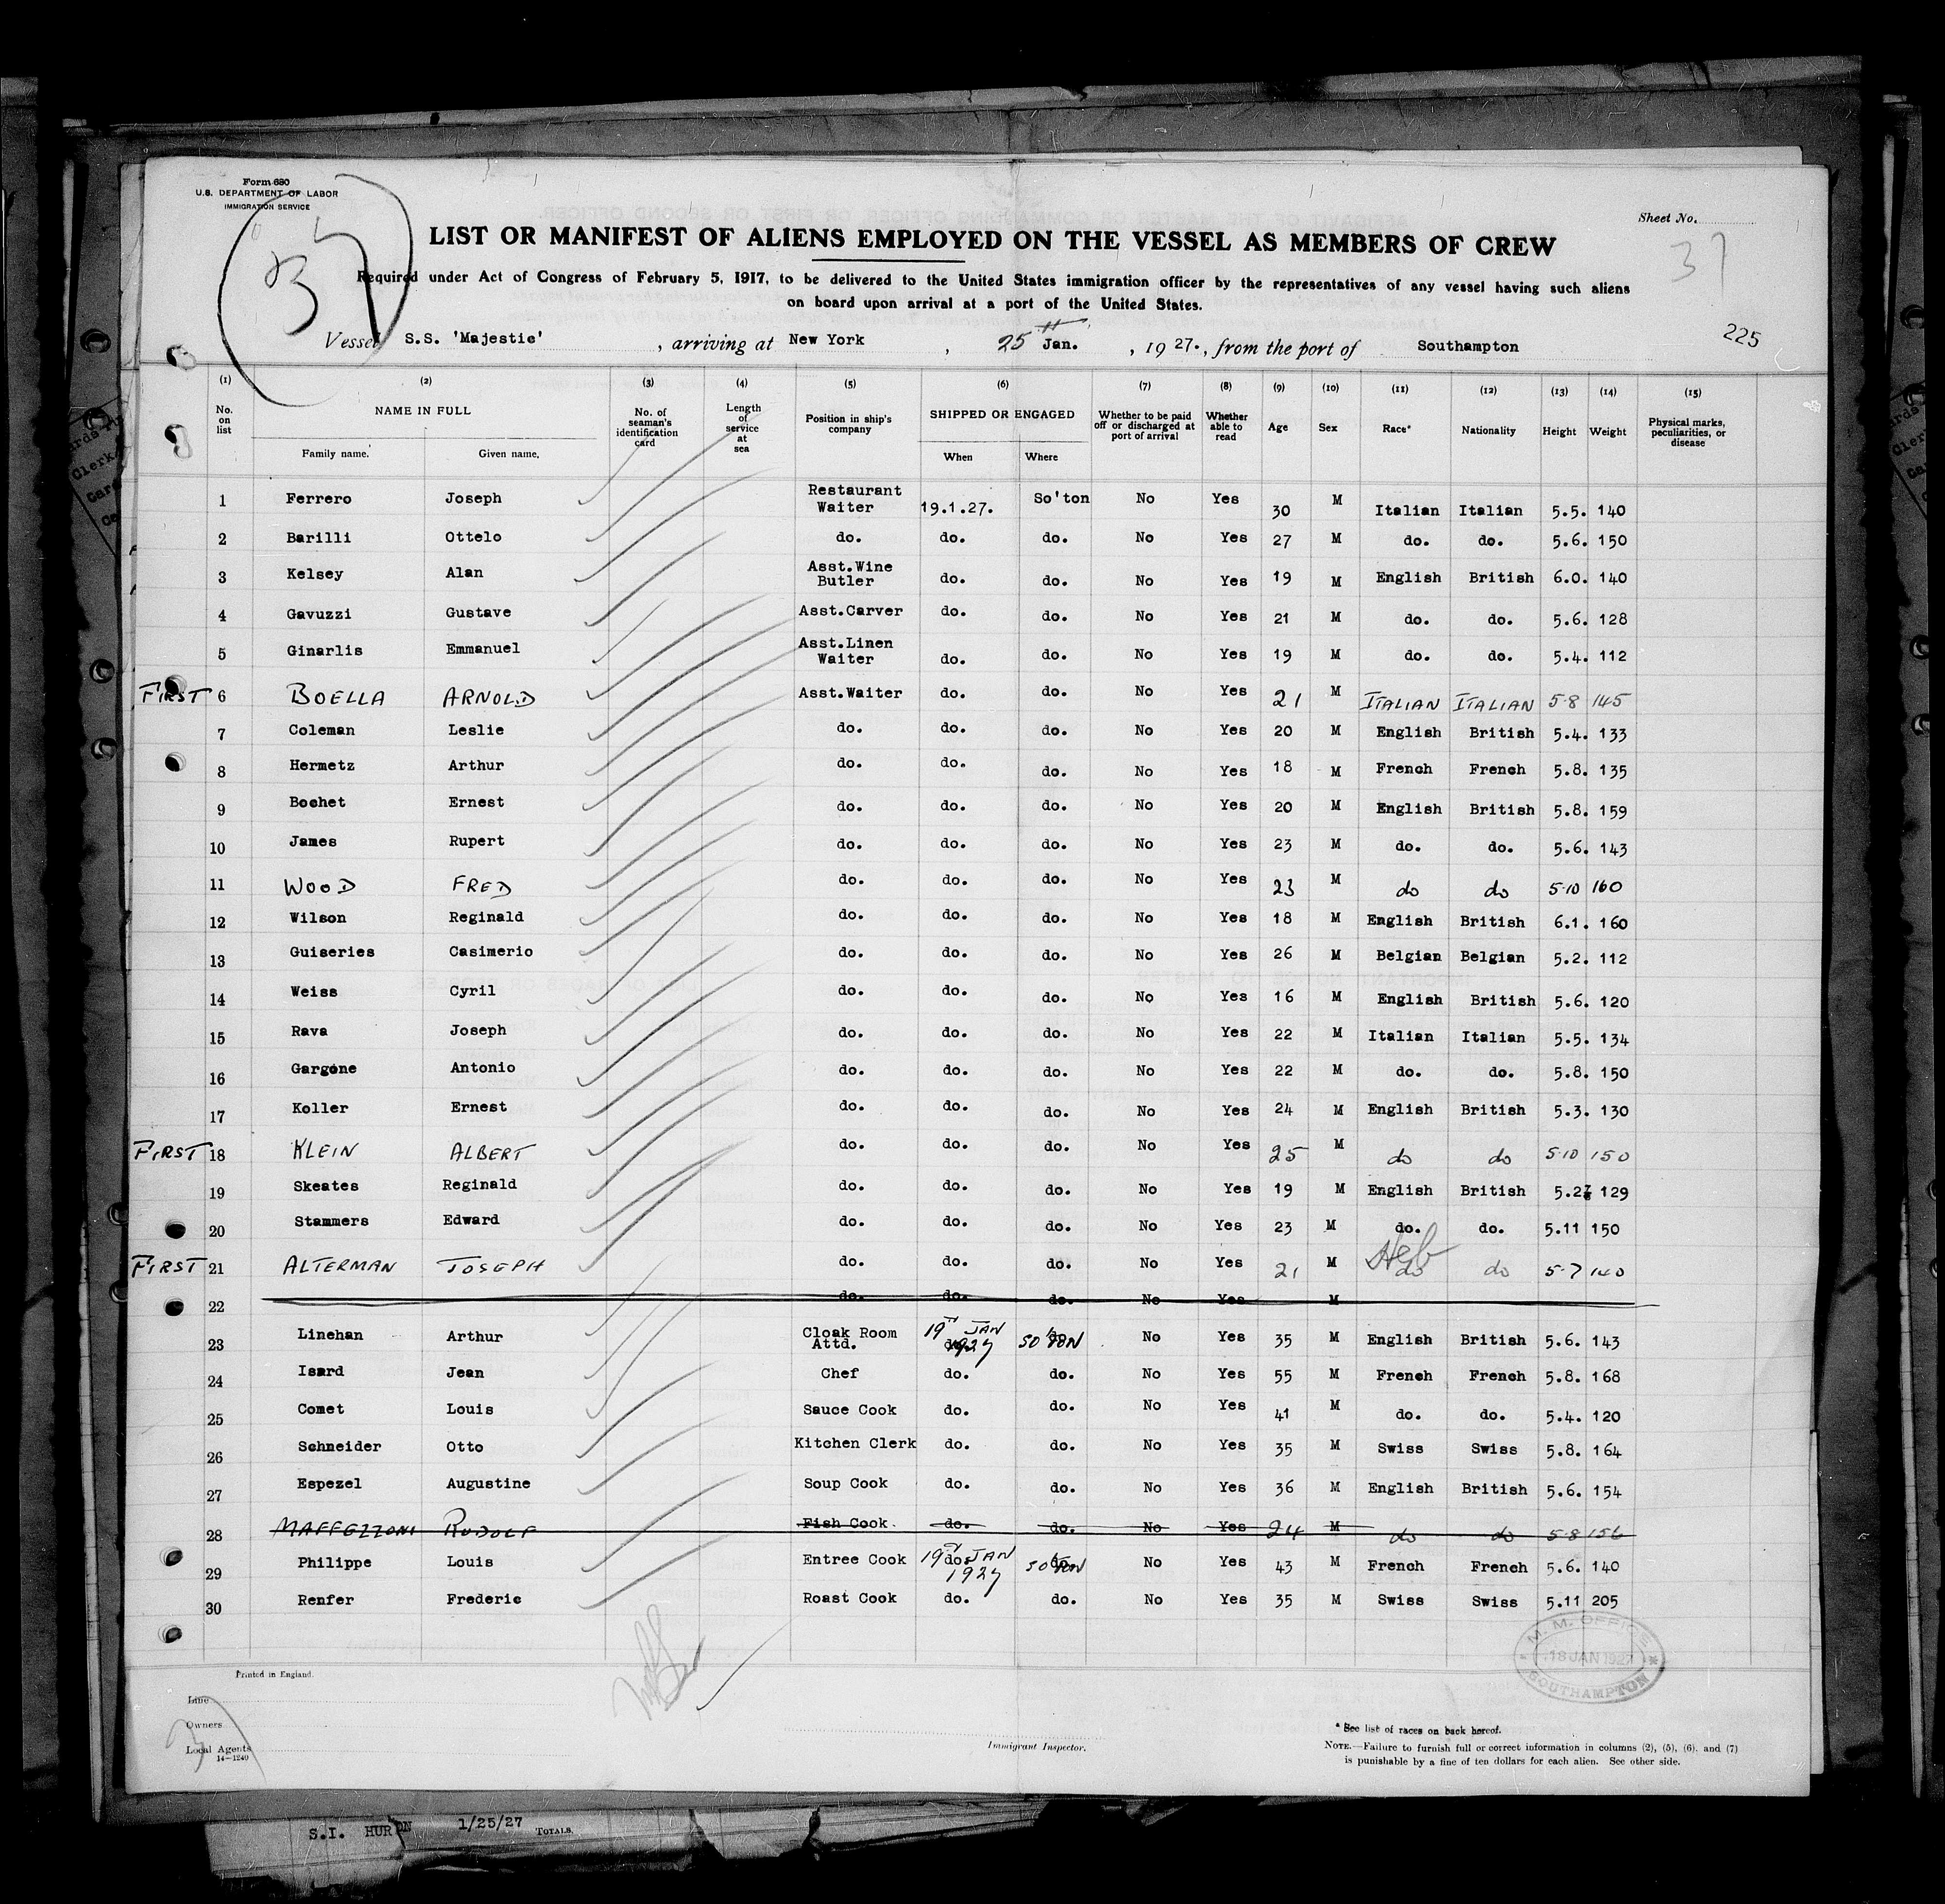 Form 680
U.S. DEPARTMENT OF LABOR
IMMIGRATION SERVICE
37
Sheet No.
37
LIST OR MANIFEST OF ALIENS EMPLOYED ON THE VESSEL AS MEMBERS OF CREW
Required under Act of Congress of February 5, 1917, to be delivered to the United States immigration officer by the representatives of any vessel having such aliens
on board upon arrival at a port of the United States.
225
Vessel S.S. 'Majestic' , arriving at New York , 25th Jan. , 19 27., from the port of Southampton
(1) (2) (3) (4) (5) (6) (7) (8) (9) (10) (11) (12) (13) (14) (15)
No. on list NAME IN FULL Family name. Given name. No. of seaman's identification card Length of service at sea Position in ship's company SHIPPED OR ENGAGED When Where Whether to be paid off or discharged at port of arrival Whether able to read Age Sex Race* Nationality Height Weight Physical marks, peculiarities, or disease
1 Ferrero Joseph Restaurant Waiter 19.1.27. So'ton No Yes 30 M Italian Italian 5.5. 140
2 Barilli Ottelo do. do. do. No Yes 27 M do. do. 5.6. 150
3 Kelsey Alan Asst.Wine Butler do. do. No Yes 19 M English British 6.0. 140
4 Gavuzzi Gustave Asst.Carver do. do. No Yes 21 M do. do. 5.6. 128
5 Ginarlis Emmanuel Asst.Linen Waiter do. do. No Yes 19 M do. do. 5.4. 112
FIRST 6 BOELLA ARNOLD Asst.Waiter do. do. No Yes 21 M ITALIAN ITALIAN 5.8 145
7 Coleman Leslie do. do. do. No Yes 20 M English British 5.4. 133
8 Hermetz Arthur do. do. do. No Yes 18 M French French 5.8. 135
9 Bochet Ernest do. do. do. No Yes 20 M English British 5.8. 159
10 James Rupert do. do. do. No Yes 23 M do. do. 5.6. 143
11 WOOD FRED do. do. do. No Yes 23 M do do 5.10 160
12 Wilson Reginald do. do. do. No Yes 18 M English British 6.1. 160
13 Guiseries Casimerio do. do. do. No Yes 26 M Belgian Belgian 5.2. 112
14 Weiss Cyril do. do. do. No Yes 16 M English British 5.6. 120
15 Rava Joseph do. do. do. No Yes 22 M Italian Italian 5.5. 134
16 Gargone Antonio do. do. do. No Yes 22 M do. do. 5.8. 150
17 Koller Ernest do. do. do. No Yes 24 M English British 5.3. 130
FIRST 18 KLEIN ALBERT do. do. do. No Yes 25 M do do 5.10 150
19 Skeates Reginald do. do. do. No Yes 19 M English British 5.2 129
20 Stammers Edward do. do. do. No Yes 23 M do. do. 5.11 150
FIRST 21 ALTERMAN JOSEPH do. do. do. No Yes 21 M Heb do do 5.7 140
22 do. do. do. No Yes M
23 Linehan Arthur Cloak Room Attd. 19th JAN 1927 SO'TON No Yes 35 M English British 5.6. 143
24 Isard Jean Chef do. do. No Yes 55 M French French 5.8. 168
25 Comet Louis Sauce Cook do. do. No Yes 41 M do. do. 5.4. 120
26 Schneider Otto Kitchen Clerk do. do. No Yes 35 M Swiss Swiss 5.8. 164
27 Espezel Augustine Soup Cook do. do. No Yes 36 M English British 5.6. 154
28 MAFFEZZONI RUDOLF Fish Cook do. do. No Yes 24 M do do 5.8 156
29 Philippe Louis Entree Cook 19th JAN 1927 SO'TON No Yes 43 M French French 5.6. 140
30 Renfer Frederic Roast Cook do. do. No Yes 35 M Swiss Swiss 5.11 205
M. M. OFFICE
18 JAN 1927
SOUTHAMPTON
Printed in England.
Line
Owners
Local Agents
14—1240
Immigrant Inspector.
* See list of races on back hereof.
NOTE.—Failure to furnish full or correct information in columns (2), (5), (6), and (7)
is punishable by a fine of ten dollars for each alien. See other side.
S.I. HURON 1/25/27 TOTALS.